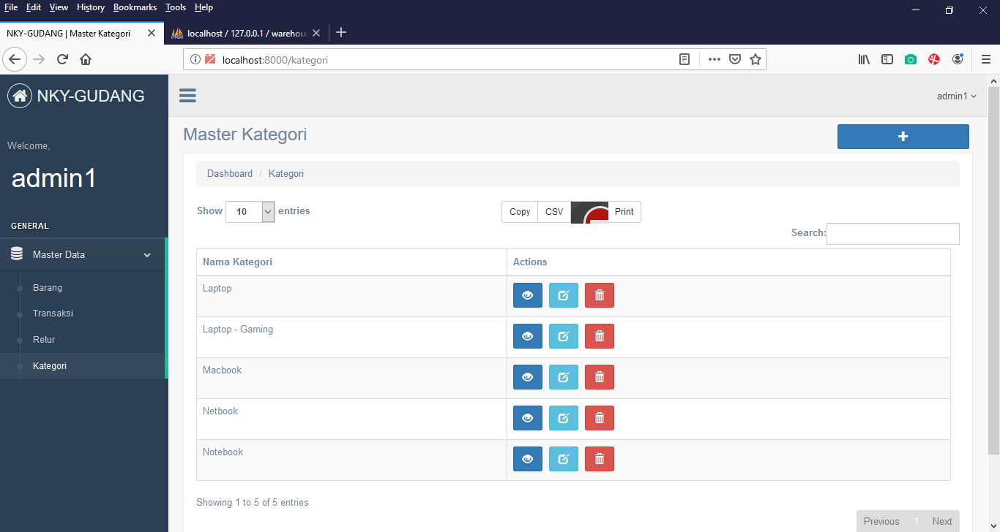 File Edit View History Bookmarks Tools Help
NKY-GUDANG | Master Kategori
localhost / 127.0.0.1 / warehou
localhost:8000/kategori
NKY-GUDANG
admin1
Welcome,
admin1
GENERAL
Master Data
Barang
Transaksi
Retur
Kategori
Master Kategori
Dashboard / Kategori
Show 10 entries
Copy CSV Print
Search:
Nama Kategori Actions
Laptop
Laptop - Gaming
Macbook
Netbook
Notebook
Showing 1 to 5 of 5 entries
Previous 1 Next